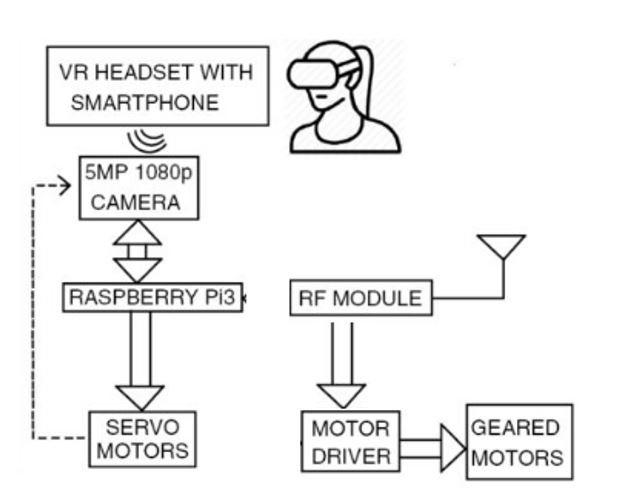 VR HEADSET WITH
SMARTPHONE
5MP 1080p
CAMERA
RASPBERRY Pi3
RF MODULE
SERVO
MOTORS
MOTOR
DRIVER
GEARED
MOTORS